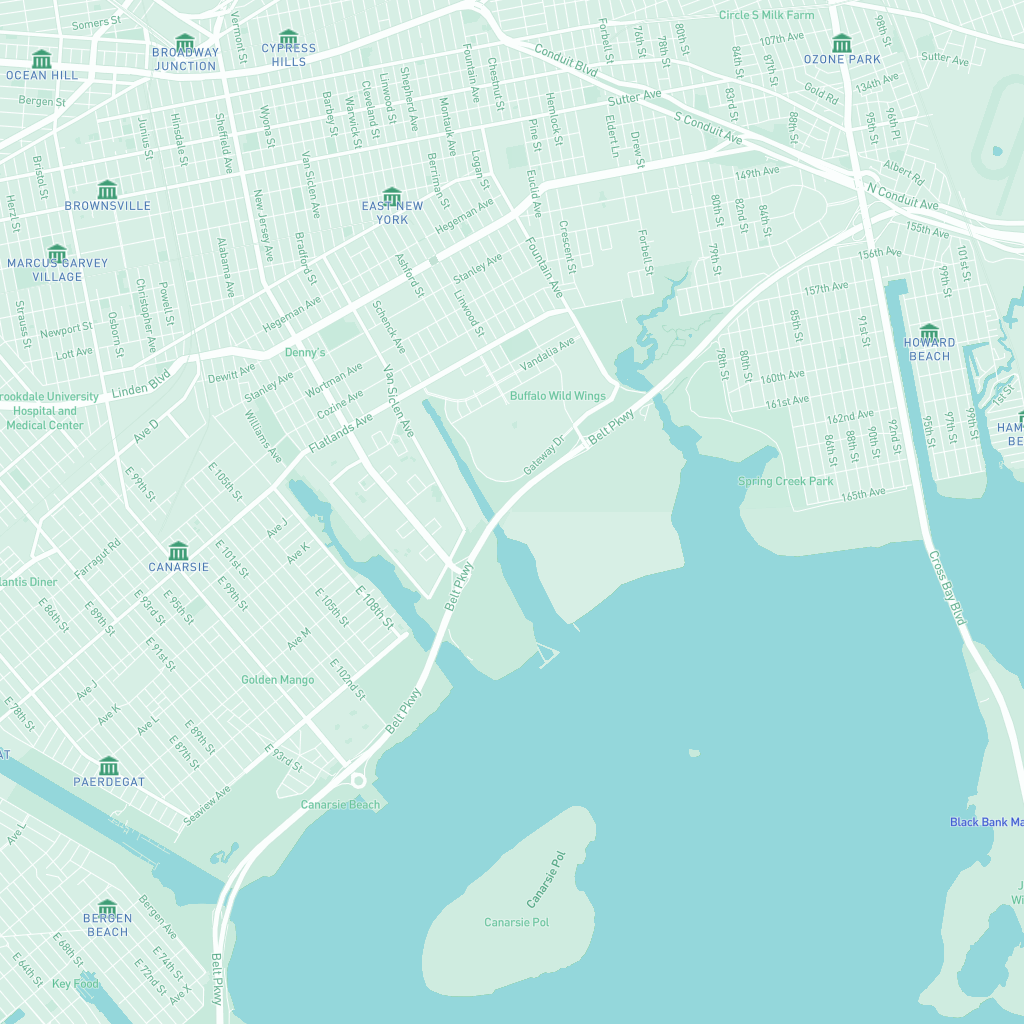 Somers St
Vermont St
CYPRESS
HILLS
BROADWAY
JUNCTION
OCEAN HILL
Circle S Milk Farm
107th Ave
98th St
OZONE PARK
Sutter Ave
Conduit Blvd
Forbell St
76th St
78th St
80th St
84th St
87th St
Gold Rd
134th Ave
Bergen St
Fountain Ave
Chestnut St
Shepherd Ave
Linwood St
Cleveland St
Warwick St
Barbey St
Wyona St
Sheffield Ave
Hinsdale St
Junius St
Montauk Ave
Hemlock St
Sutter Ave
83rd St
88th St
95th St
96th Pl
S Conduit Ave
Pine St
Eldert Ln
Drew St
Albert Rd
N Conduit Ave
Bristol St
Herzl St
BROWNSVILLE
New Jersey Ave
Van Siclen Ave
Berriman St
Logan St
Euclid Ave
149th Ave
EAST NEW
YORK
Hegeman Ave
80th St
82nd St
84th St
155th Ave
156th Ave
MARCUS GARVEY
VILLAGE
Alabama Ave
Bradford St
Ashford St
Stanley Ave
Fountain Ave
Crescent St
Forbell St
79th St
101st St
99th St
157th Ave
Strauss St
Newport St
Osborn St
Christopher Ave
Powell St
Hegeman Ave
Linwood St
Schenck Ave
85th St
91st St
HOWARD
BEACH
Lott Ave
Denny's
Vandalia Ave
78th St
80th St
Linden Blvd
Dewitt Ave
Stanley Ave
Wortman Ave
Cozine Ave
Van Siclen Ave
160th Ave
161st Ave
1st St
rookdale University
Hospital and
Medical Center
Buffalo Wild Wings
Ave D
Williams Ave
Flatlands Ave
Gateway Dr
Belt Pkwy
162nd Ave
86th St
88th St
90th St
92nd St
95th St
97th St
99th St
HAM
BE
E 99th St
E 105th St
Spring Creek Park
165th Ave
Farragut Rd
CANARSIE
Ave J
Ave K
E 101st St
E 99th St
lantis Diner
E 86th St
E 89th St
E 93rd St
E 95th St
E 105th St
E 108th St
Belt Pkwy
Cross Bay Blvd
E 91st St
Ave M
E 102nd St
Golden Mango
Ave J
Ave K
Ave L
E 78th St
E 89th St
E 87th St
E 93rd St
Belt Pkwy
AT
PAERDEGAT
Seaview Ave
Canarsie Beach
Black Bank Ma
Ave L
Canarsie Pol
Canarsie Pol
J
Wi
BERGEN
BEACH
Bergen Ave
E 68th St
E 64th St
E 74th St
E 72nd St
Ave X
Key Food
Belt Pkwy